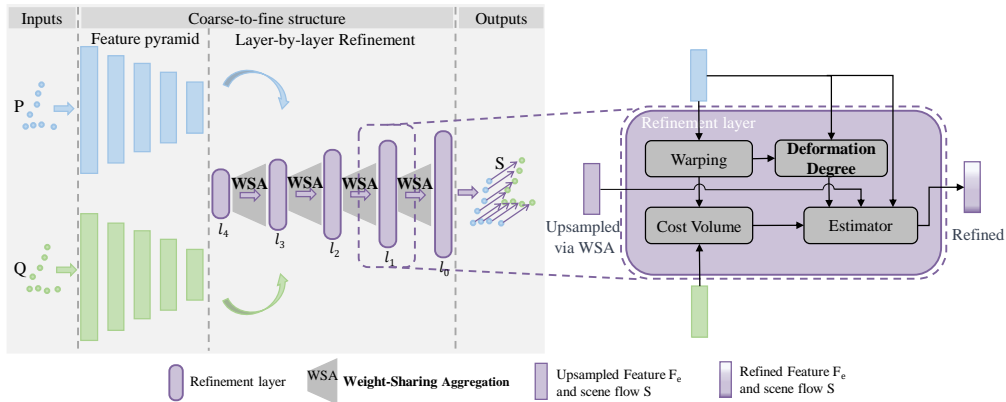 Inputs
Coarse-to-fine structure
Outputs
Feature pyramid
Layer-by-layer Refinement
P
Q
WSA
WSA
WSA
WSA
l4
l3
l2
l1
l0
S
Refinement layer
Warping
Deformation
Degree
Cost Volume
Estimator
Upsampled
via WSA
Refined
Refinement layer
WSA
Weight-Sharing Aggregation
Upsampled Feature Fe
and scene flow S
Refined Feature Fe
and scene flow S